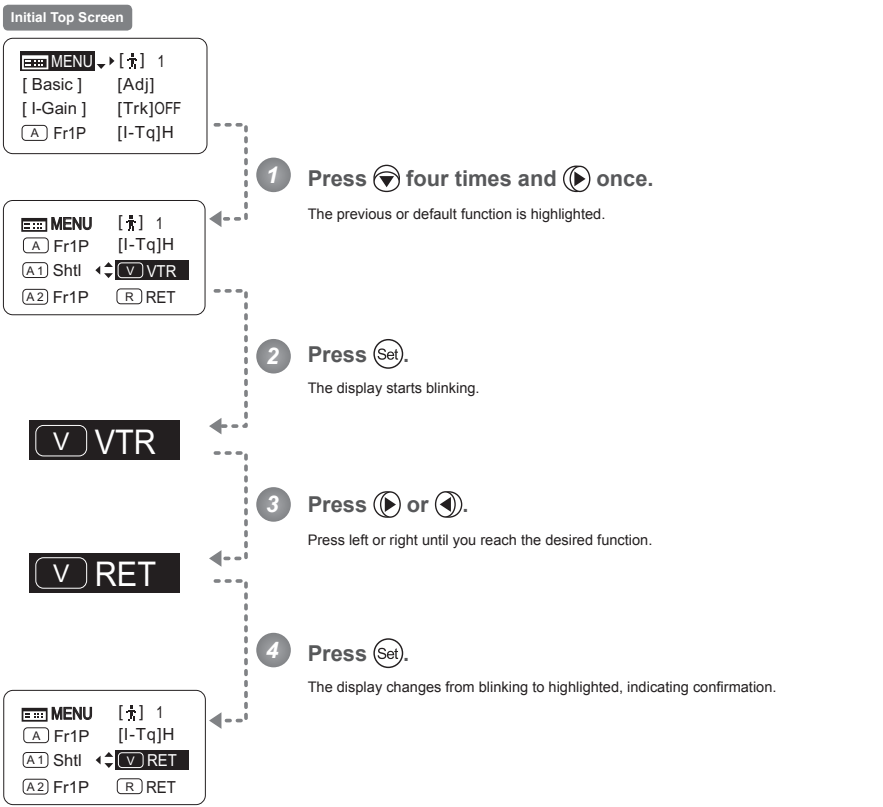 Initial Top Screen
MENU [ ] 1
[ Basic ] [Adj]
[ I-Gain ] [Trk]OFF
A Fr1P [I-Tq]H
1 Press four times and once.
The previous or default function is highlighted.
MENU [ ] 1
A Fr1P [I-Tq]H
A1 Shtl V VTR
A2 Fr1P R RET
2 Press Set.
The display starts blinking.
V VTR
3 Press or .
Press left or right until you reach the desired function.
V RET
4 Press Set.
The display changes from blinking to highlighted, indicating confirmation.
MENU [ ] 1
A Fr1P [I-Tq]H
A1 Shtl V RET
A2 Fr1P R RET